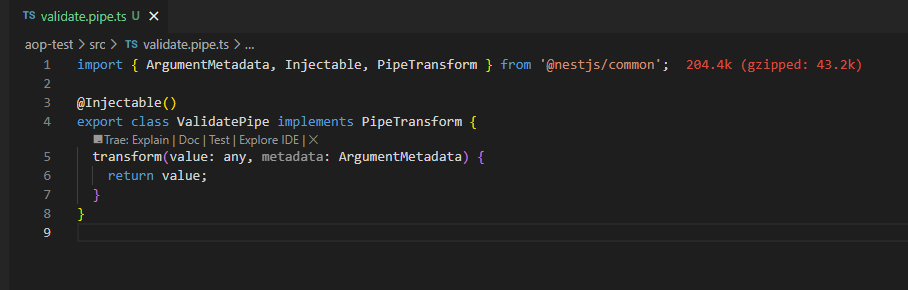 TS validate.pipe.ts U ×
aop-test > src > TS validate.pipe.ts > ...
1 import { ArgumentMetadata, Injectable, PipeTransform } from '@nestjs/common'; 204.4k (gzipped: 43.2k)
2
3 @Injectable()
4 export class ValidatePipe implements PipeTransform {
Trae: Explain | Doc | Test | Explore IDE | ×
5 transform(value: any, metadata: ArgumentMetadata) {
6 return value;
7 }
8 }
9